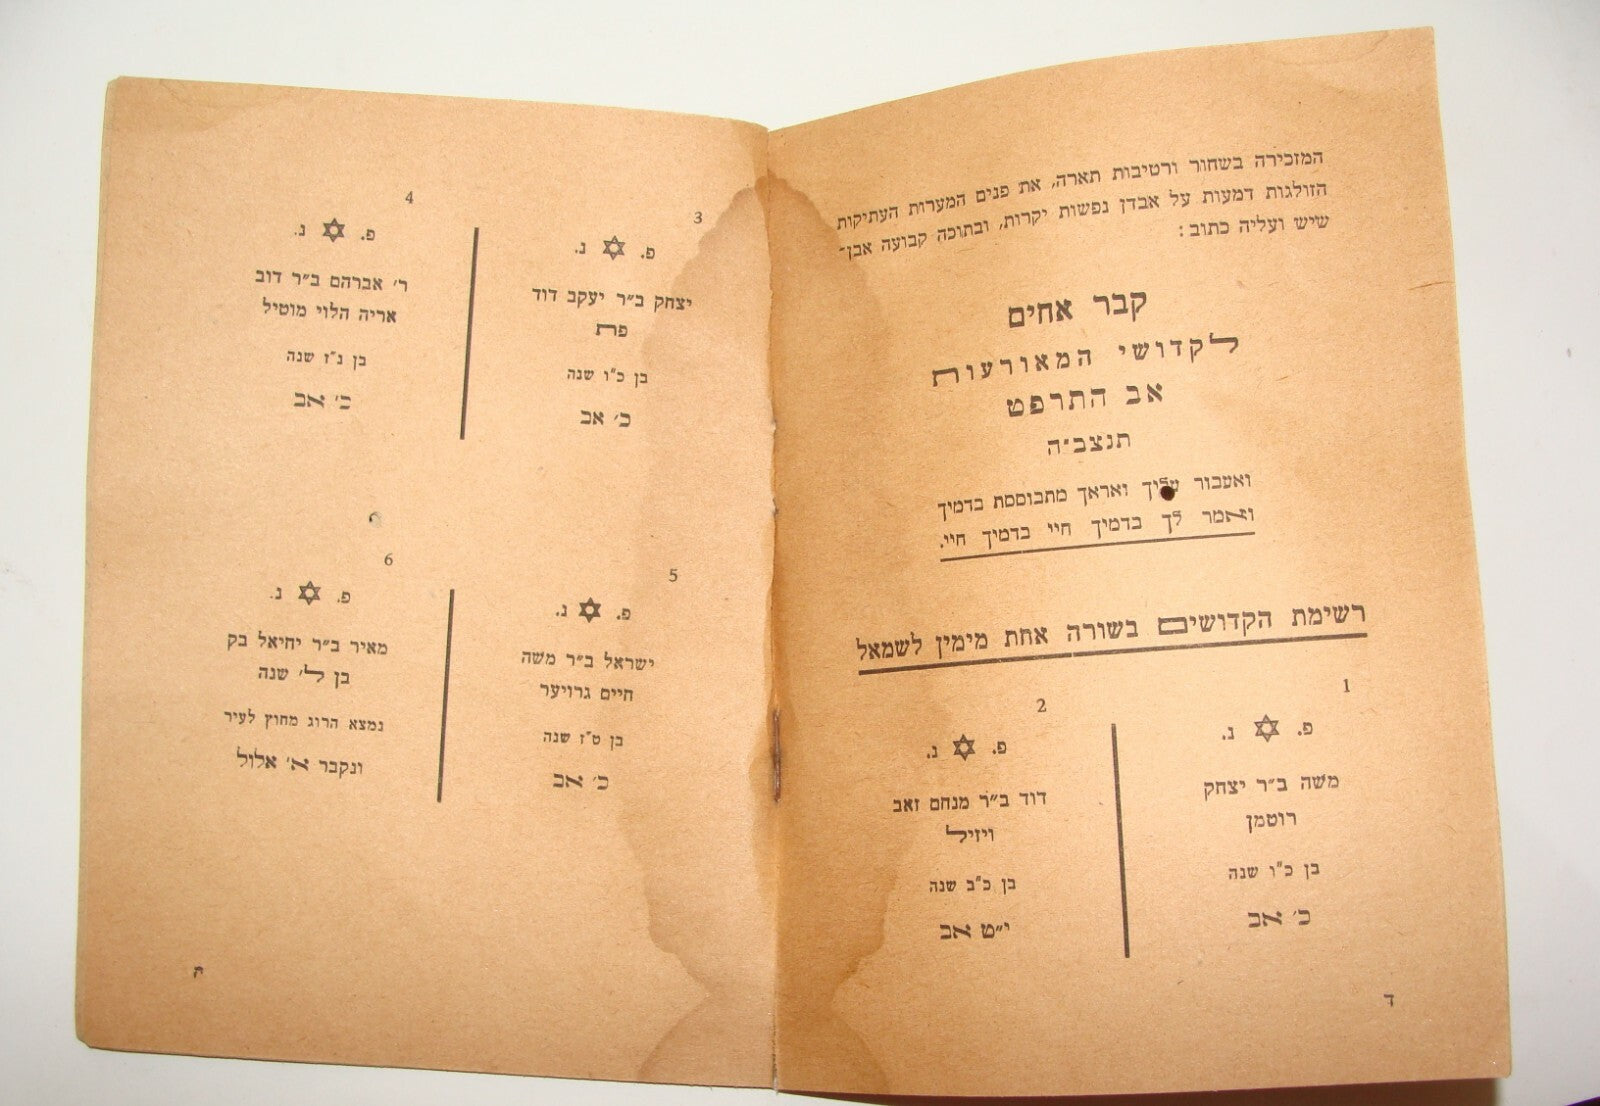 המזכירה בשחור ורטיבות תארה, את פנים המערות העתיקות
הזולגות דמעות על אבדן נפשות יקרות, ובתוכה קבועה אבן־
שיש ועליה כתוב:
קבר אחים
לקדושי המאורעות
אב התרפט
תנצב״ה
ואעבור עליך ואראך מתבוססת בדמיך
ואמר לך בדמיך חיי בדמיך חיי.
רשימת הקדושים בשורה אחת מימין לשמאל
1
פ. ✡ נ.
משה ב״ר יצחק
רוטמן
בן כ"ו שנה
כ׳ אב
2
פ. ✡ נ.
דוד ב״ר מנחם זאב
וויזיל
בן כ"ב שנה
י״ט אב
ד
3
פ. ✡ נ.
יצחק ב״ר יעקב דוד
פרת
בן כ"ו שנה
כ׳ אב
4
פ. ✡ נ.
ר׳ אברהם ב״ר דוב
אריה הלוי מוטיל
בן נ"ז שנה
כ׳ אב
5
פ. ✡ נ.
ישראל ב״ר משה
חיים גרויער
בן ט"ז שנה
כ׳ אב
6
פ. ✡ נ.
מאיר ב״ר יחיאל בק
בן ל׳ שנה
נמצא הרוג מחוץ לעיר
ונקבר א׳ אלול
ה